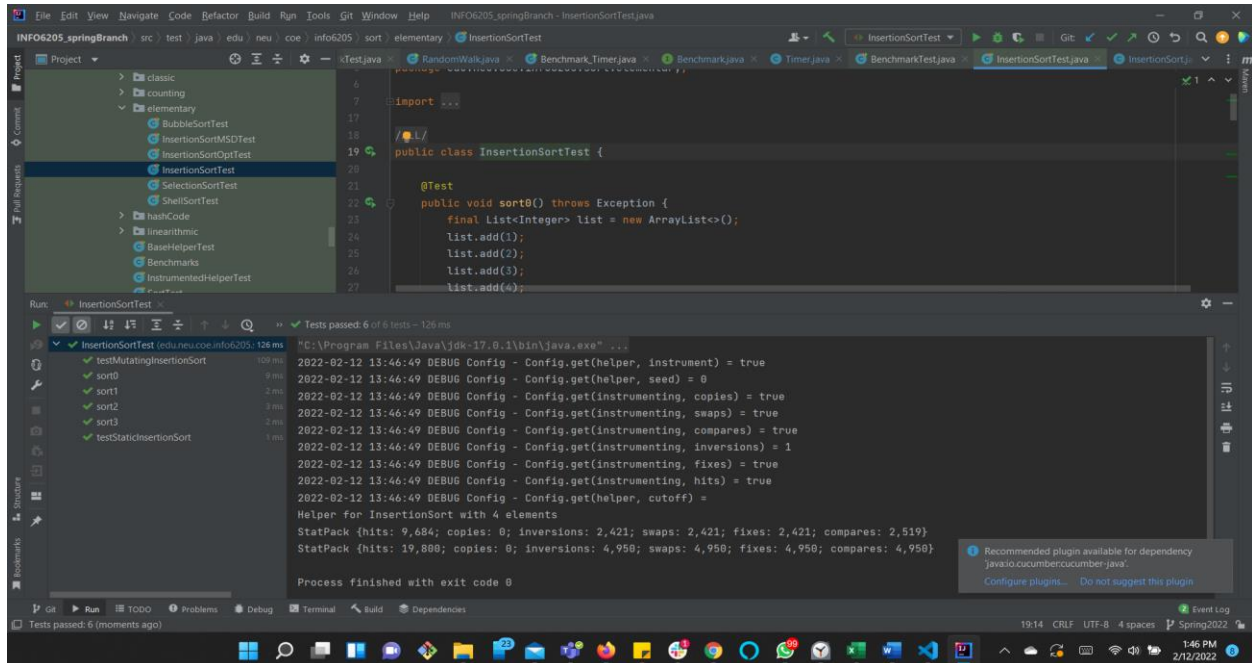 File Edit View Navigate Code Refactor Build Run Tools Git Window Help INFO6205_springBranch - InsertionSortTest.java
INFO6205_springBranch › src › test › java › edu › neu › coe › info6205 › sort › elementary › InsertionSortTest
InsertionSortTest
Git:
Project
kTest.java
RandomWalk.java
Benchmark_Timer.java
Benchmark.java
Timer.java
BenchmarkTest.java
InsertionSortTest.java
InsertionSort.j
Project
Commit
Pull Requests
Maven
classic
counting
elementary
BubbleSortTest
InsertionSortMSDTest
InsertionSortOptTest
InsertionSortTest
SelectionSortTest
ShellSortTest
hashCode
linearithmic
BaseHelperTest
Benchmarks
InstrumentedHelperTest
SortTest
1
6
7 import ...
17
18
19 public class InsertionSortTest {
20
21 @Test
22 public void sort0() throws Exception {
23 final List<Integer> list = new ArrayList<>();
24 list.add(1);
25 list.add(2);
26 list.add(3);
27 list.add(4);
Run: InsertionSortTest
Tests passed: 6 of 6 tests – 126 ms
InsertionSortTest (edu.neu.coe.info6205. 126 ms
testMutatingInsertionSort 109 ms
sort0 9 ms
sort1 2 ms
sort2 3 ms
sort3 2 ms
testStaticInsertionSort 1 ms
"C:\Program Files\Java\jdk-17.0.1\bin\java.exe" ...
2022-02-12 13:46:49 DEBUG Config - Config.get(helper, instrument) = true
2022-02-12 13:46:49 DEBUG Config - Config.get(helper, seed) = 0
2022-02-12 13:46:49 DEBUG Config - Config.get(instrumenting, copies) = true
2022-02-12 13:46:49 DEBUG Config - Config.get(instrumenting, swaps) = true
2022-02-12 13:46:49 DEBUG Config - Config.get(instrumenting, compares) = true
2022-02-12 13:46:49 DEBUG Config - Config.get(instrumenting, inversions) = 1
2022-02-12 13:46:49 DEBUG Config - Config.get(instrumenting, fixes) = true
2022-02-12 13:46:49 DEBUG Config - Config.get(instrumenting, hits) = true
2022-02-12 13:46:49 DEBUG Config - Config.get(helper, cutoff) =
Helper for InsertionSort with 4 elements
StatPack {hits: 9,684; copies: 0; inversions: 2,421; swaps: 2,421; fixes: 2,421; compares: 2,519}
StatPack {hits: 19,800; copies: 0; inversions: 4,950; swaps: 4,950; fixes: 4,950; compares: 4,950}
Process finished with exit code 0
Recommended plugin available for dependency
'java:io.cucumber:cucumber-java'.
Configure plugins... Do not suggest this plugin
Structure
Bookmarks
Git Run TODO Problems Debug Terminal Build Dependencies
2 Event Log
Tests passed: 6 (moments ago)
19:14 CRLF UTF-8 4 spaces Spring2022
23
99
1:46 PM
2/12/2022
8